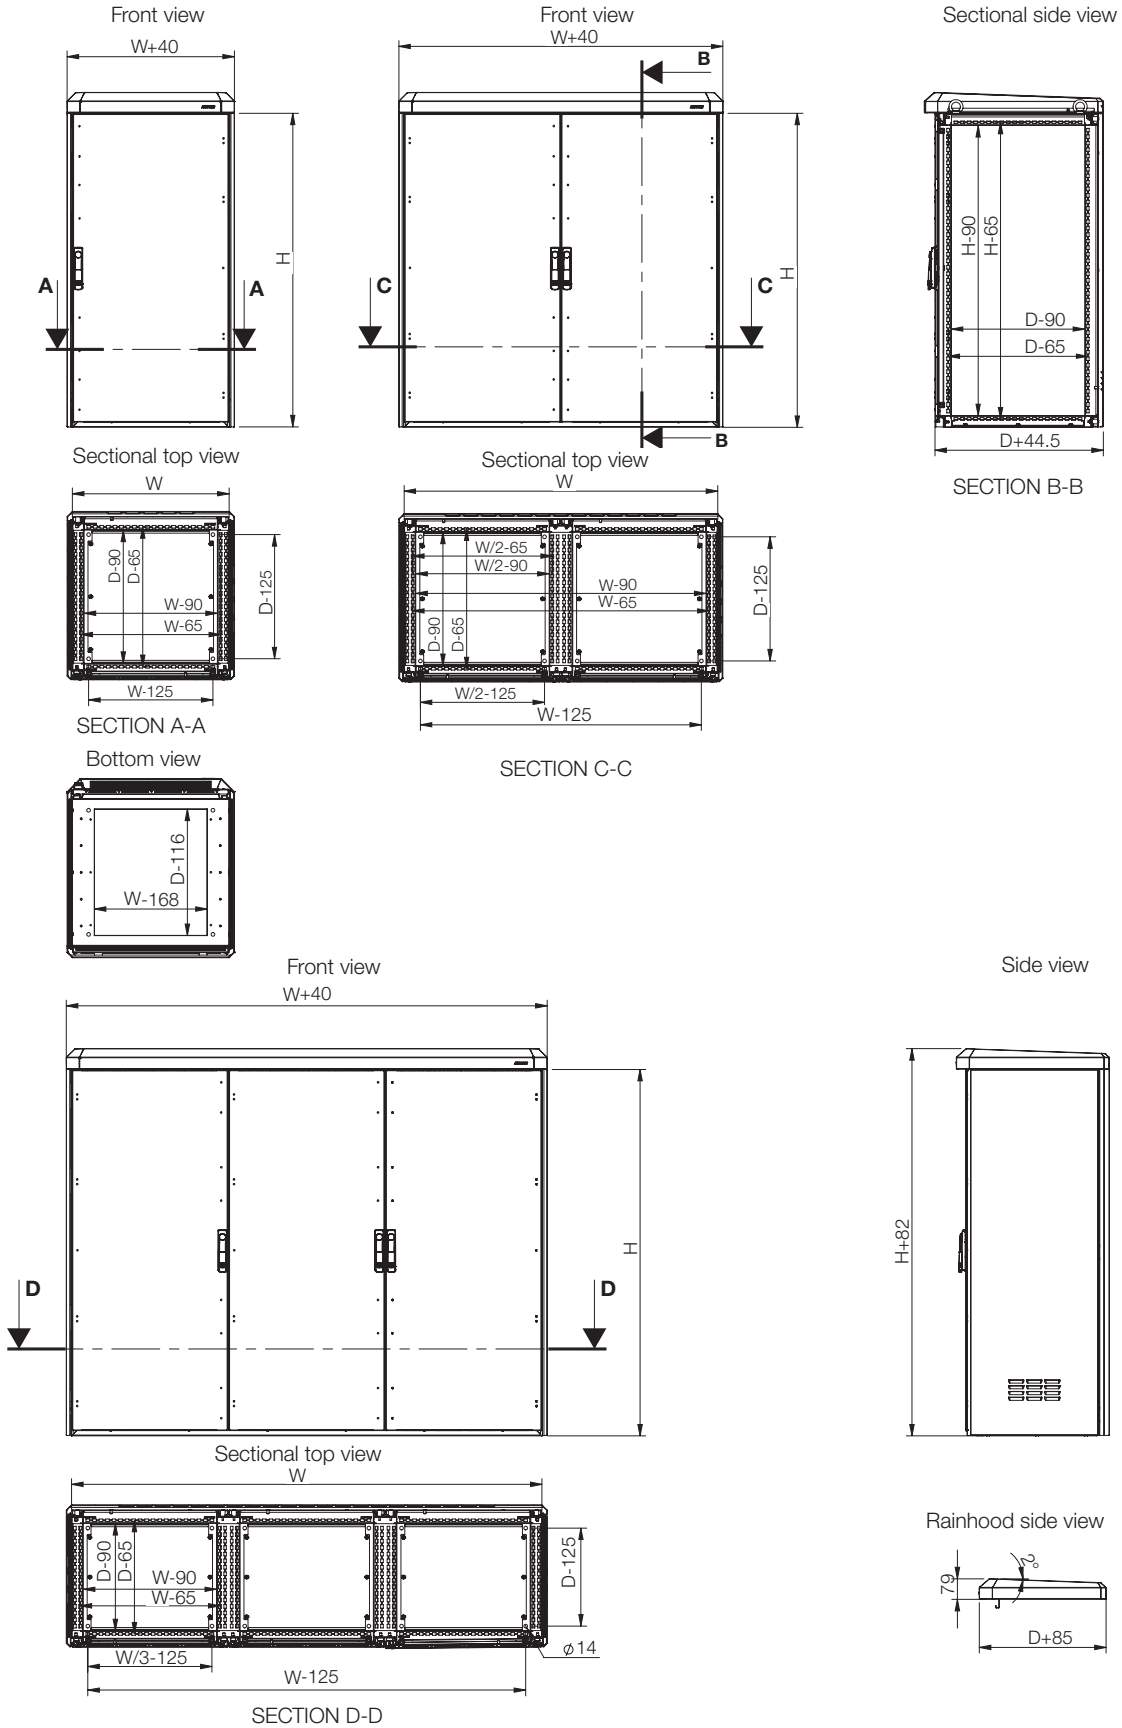 Front view
W+40
H
A
A
Front view
W+40
B
C
C
H
B
Sectional side view
H-90
H-65
D-90
D-65
D+44.5
SECTION B-B
Sectional top view
W
D-90
D-65
W-90
W-65
D-125
W-125
SECTION A-A
Sectional top view
W
W/2-65
W/2-90
W-90
W-65
D-90
D-65
D-125
W/2-125
W-125
SECTION C-C
Bottom view
D-116
W-168
Front view
W+40
H
D
D
Side view
H+82
Sectional top view
W
D-90
D-65
W-90
W-65
D-125
W/3-125
ø14
W-125
SECTION D-D
Rainhood side view
79
2°
D+85